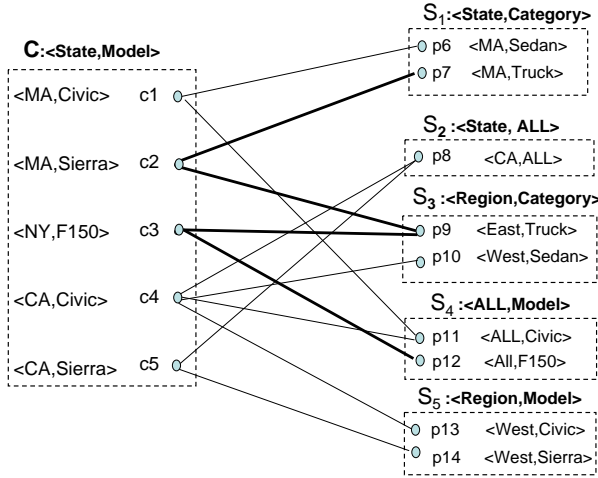 C:<State,Model>
<MA,Civic> c1
<MA,Sierra> c2
<NY,F150> c3
<CA,Civic> c4
<CA,Sierra> c5
S1:<State,Category>
p6 <MA,Sedan>
p7 <MA,Truck>
S2:<State, ALL>
p8 <CA,ALL>
S3:<Region,Category>
p9 <East,Truck>
p10 <West,Sedan>
S4:<ALL,Model>
p11 <ALL,Civic>
p12 <All,F150>
S5:<Region,Model>
p13 <West,Civic>
p14 <West,Sierra>